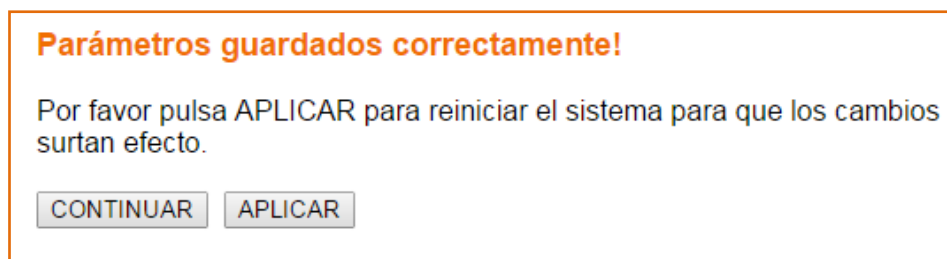 Parámetros guardados correctamente!
Por favor pulsa APLICAR para reiniciar el sistema para que los cambios
surtan efecto.
CONTINUAR APLICAR